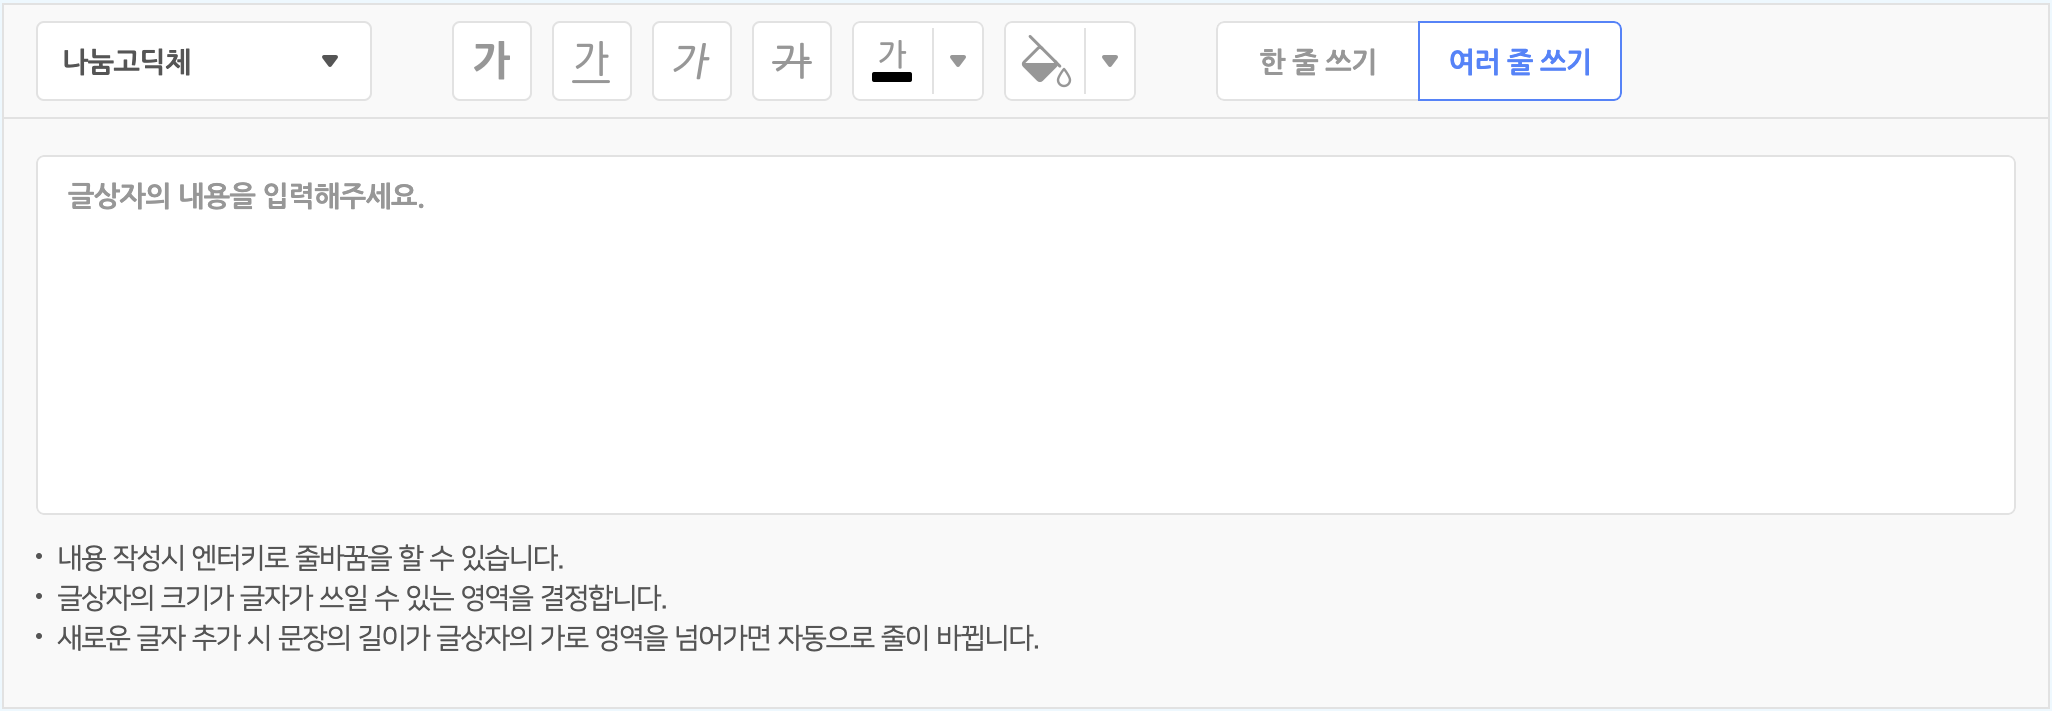 나눔고딕체
가 가 가 가 가
한 줄 쓰기 여러 줄 쓰기
글상자의 내용을 입력해주세요.
• 내용 작성시 엔터키로 줄바꿈을 할 수 있습니다.
• 글상자의 크기가 글자가 쓰일 수 있는 영역을 결정합니다.
• 새로운 글자 추가 시 문장의 길이가 글상자의 가로 영역을 넘어가면 자동으로 줄이 바뀝니다.